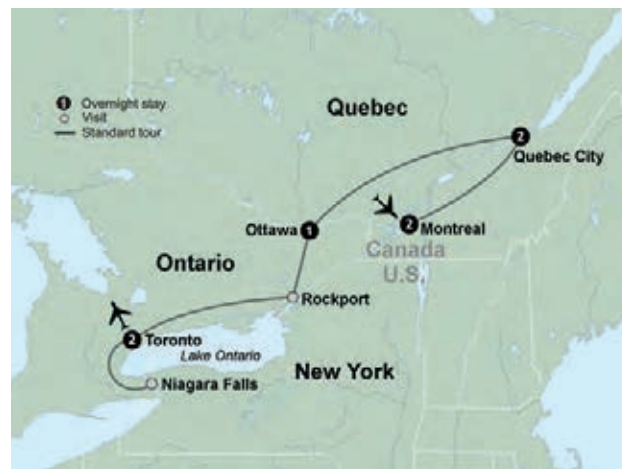 1 Overnight stay
Visit
Standard tour
Quebec
2
Quebec City
2 Montreal
Ottawa 1
Canada
U.S.
Ontario
Rockport
2 Toronto
Lake Ontario
New York
Niagara Falls